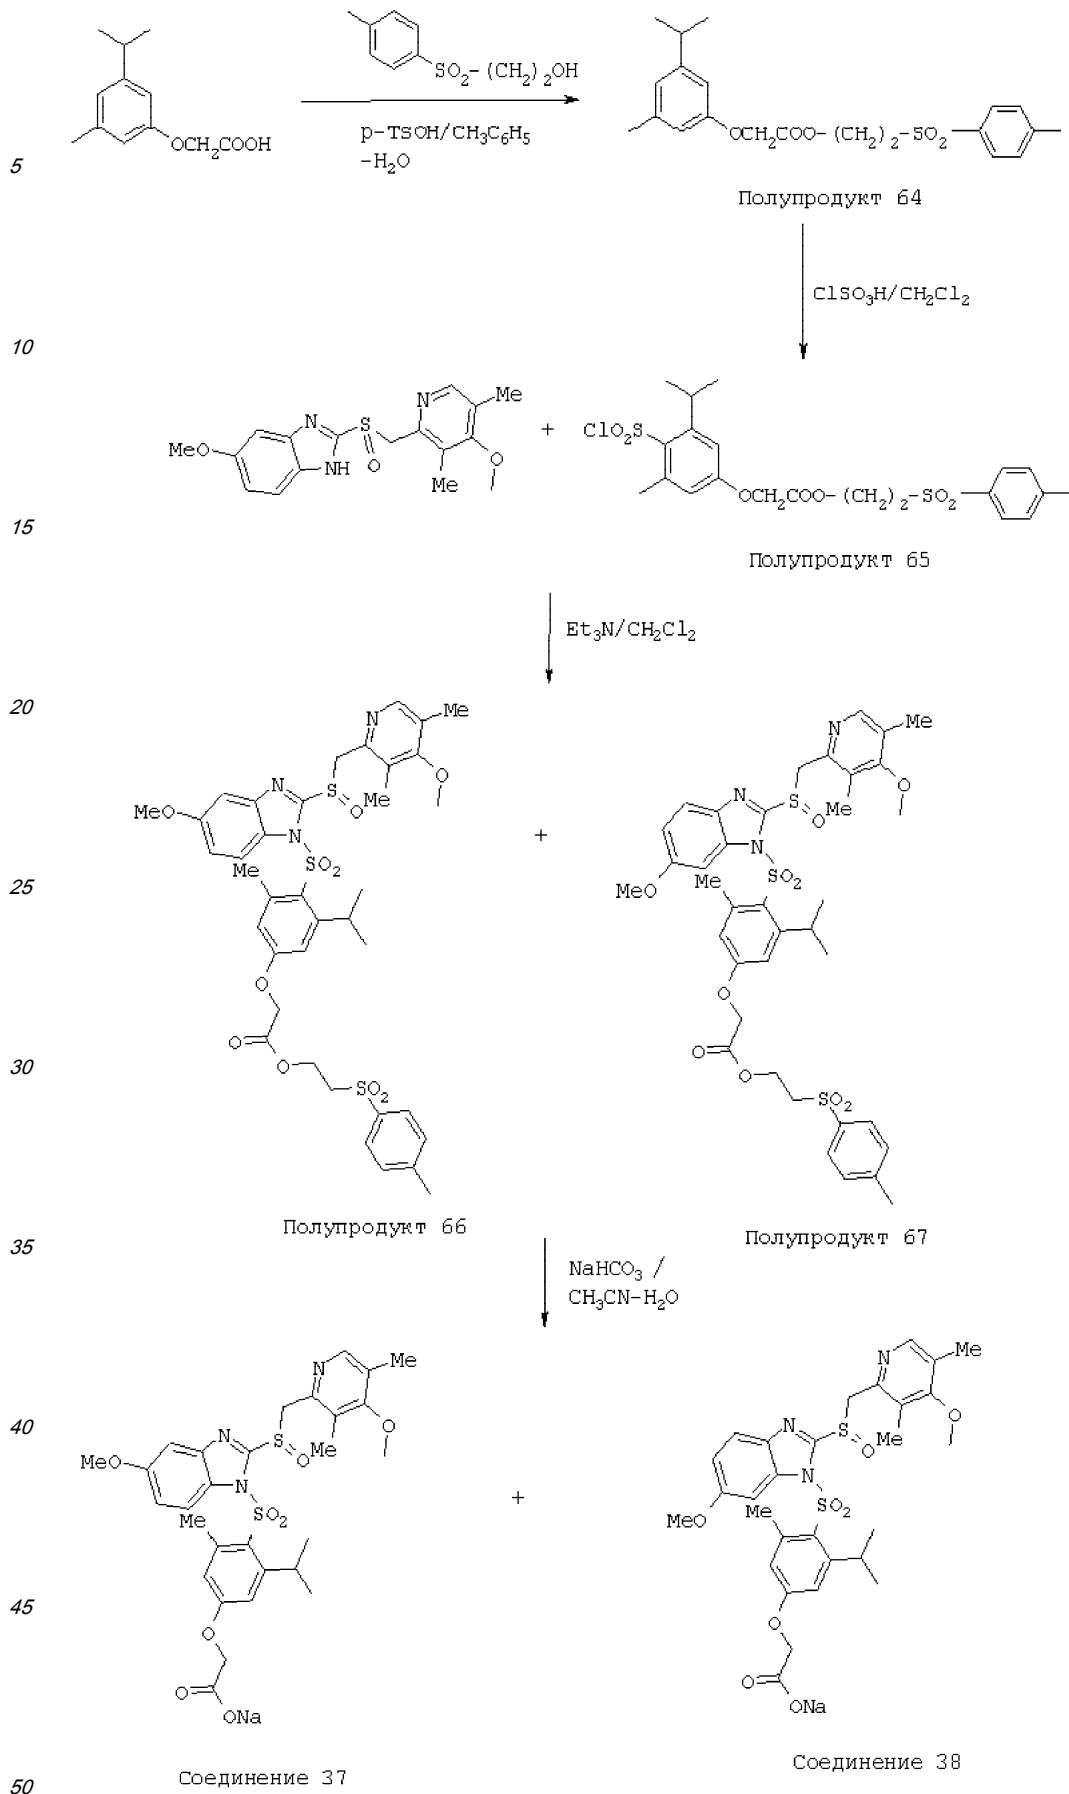 SO2-(CH2)2OH
OCH2COOH
p-TsOH/CH3C6H5
-H2O
OCH2COO-(CH2)2-SO2
5
Полупродукт 64
ClSO3H/CH2Cl2
10
MeO N NH S O N Me Me O
+
ClO2S
OCH2COO-(CH2)2-SO2
15
Полупродукт 65
Et3N/CH2Cl2
20
N Me
MeO N N S O Me O
SO2
Me
+
N Me
N N S O Me O
MeO Me SO2
25
O
O O
SO2
O
O O
SO2
30
Полупродукт 66
Полупродукт 67
35
NaHCO3 /
CH3CN-H2O
N Me
MeO N N S O Me O
Me SO2
40
+
N Me
N N S O Me O
MeO Me SO2
45
O
O
ONa
O
O
ONa
Соединение 37
Соединение 38
50